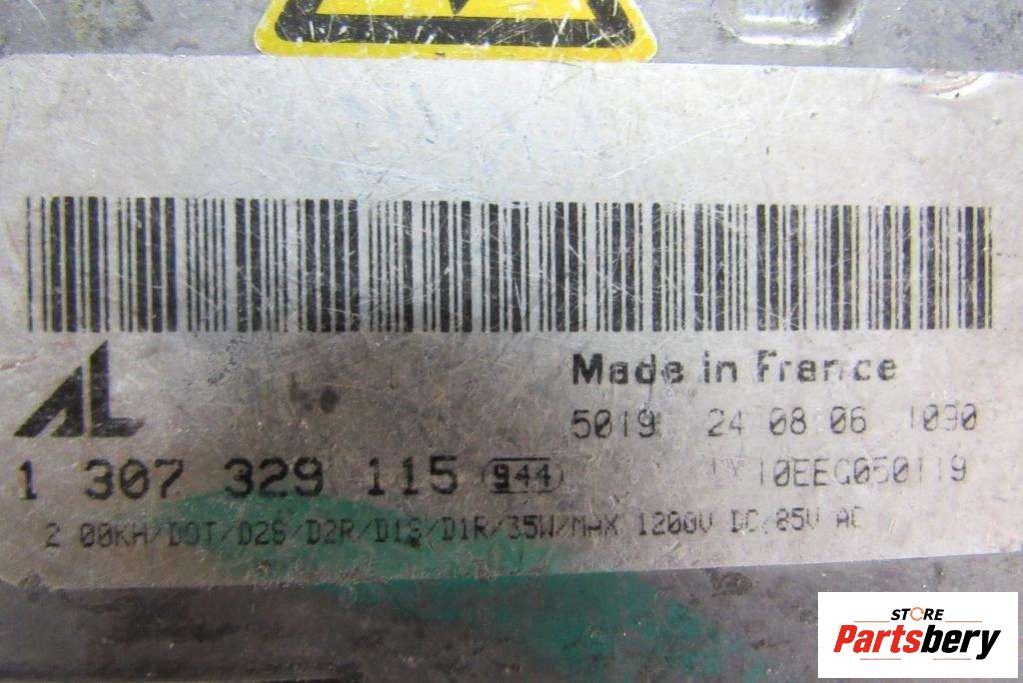 AL
Made in France
5019 24 08 06 1030
1 307 329 115 944
10EEG050119
2 00KH/DOT/D2S/D2R/D1S/D1R/35W/MAX 1200V DC/85V AC
STORE
Partsbery